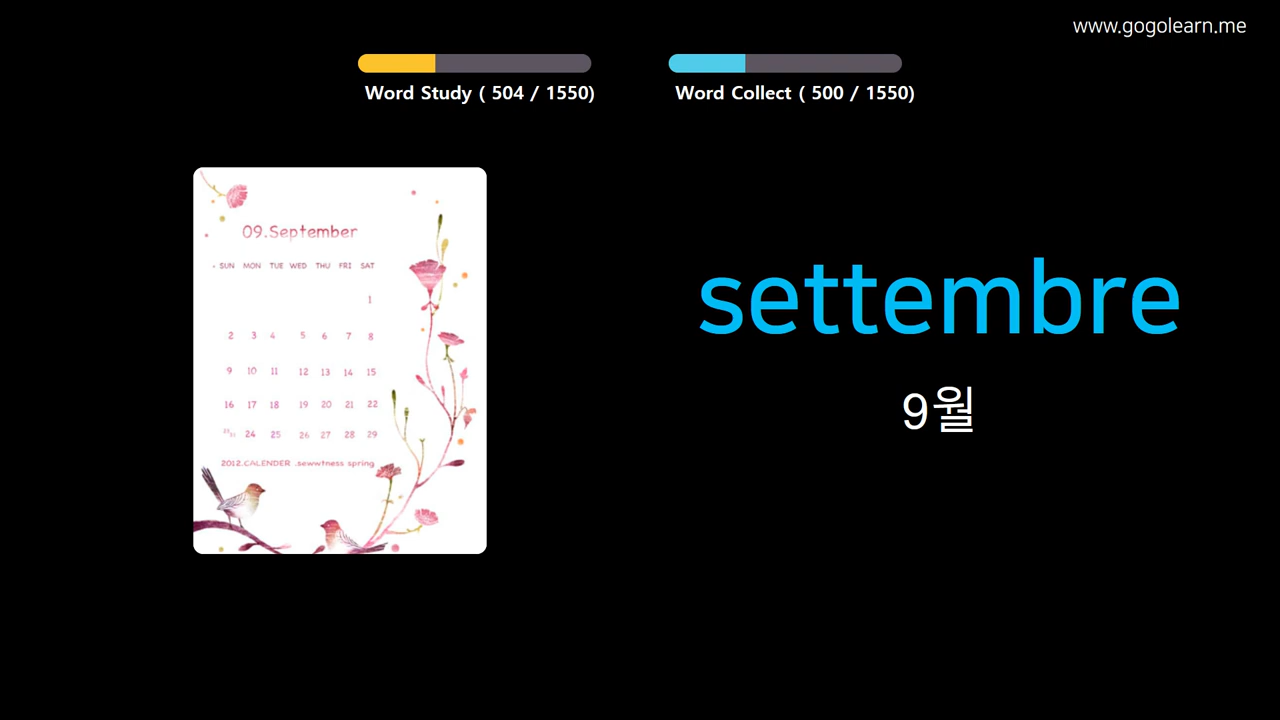 www.gogolearn.me
Word Study ( 504 / 1550)
Word Collect ( 500 / 1550)
09.September
SUN MON TUE WED THU FRI SAT
1
2 3 4 5 6 7 8
9 10 11 12 13 14 15
16 17 18 19 20 21 22
24 25 26 27 28 29
2012.CALENDER .sewwtness spring
settembre
9월